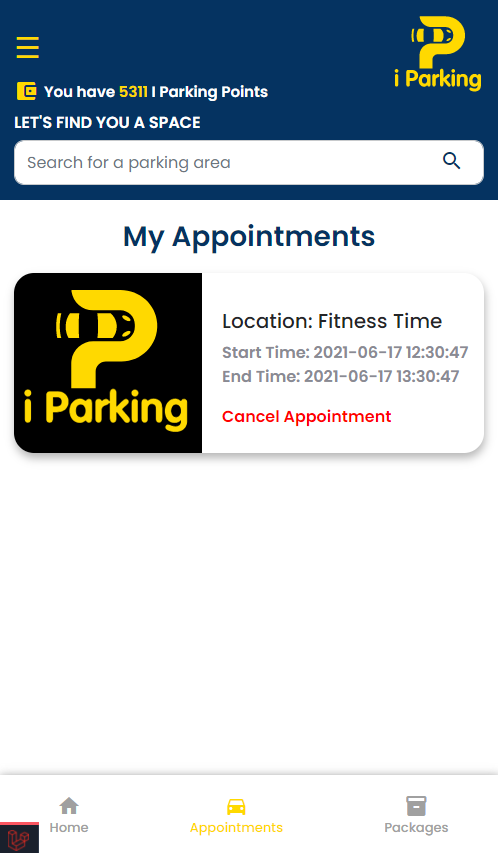 i Parking
You have 5311 I Parking Points
LET'S FIND YOU A SPACE
Search for a parking area
My Appointments
i Parking
Location: Fitness Time
Start Time: 2021-06-17 12:30:47
End Time: 2021-06-17 13:30:47
Cancel Appointment
Home
Appointments
Packages